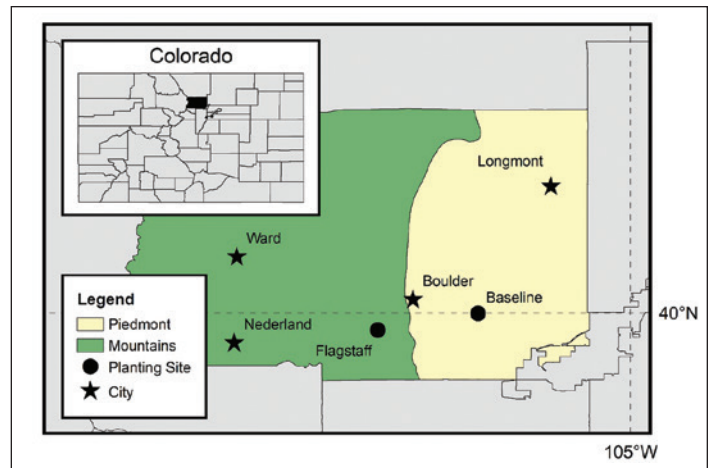 Colorado
Longmont
Ward
Boulder
Baseline
40°N
Nederland
Flagstaff
Legend
Piedmont
Mountains
Planting Site
City
105°W